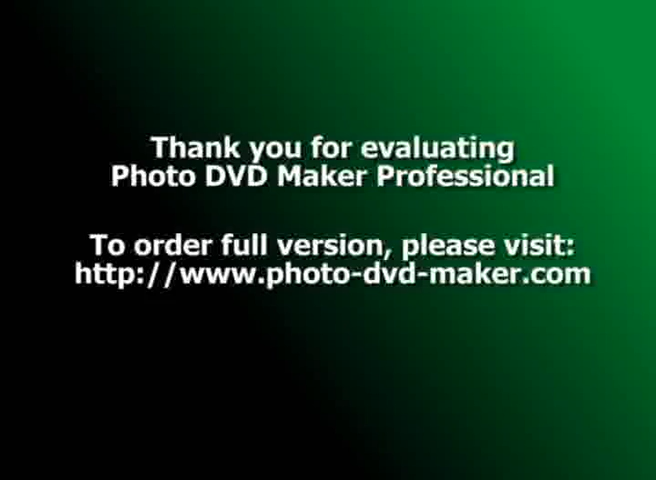 Thank you for evaluating
Photo DVD Maker Professional
To order full version, please visit:
http://www.photo-dvd-maker.com